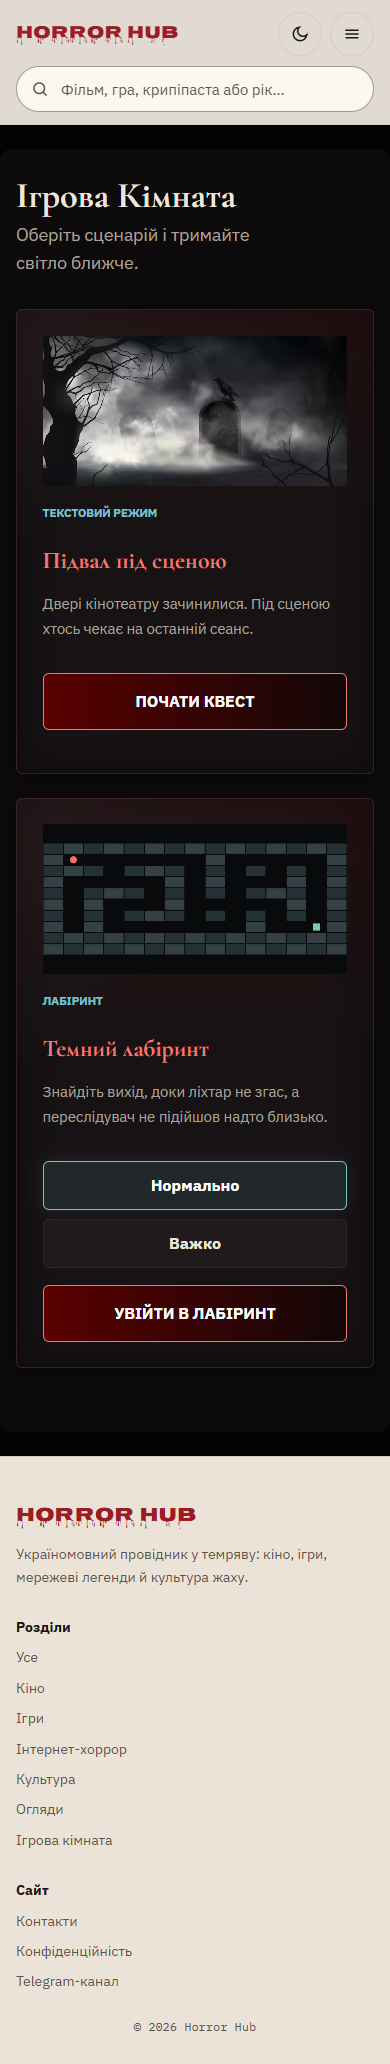 HORROR HUB
Фільм, гра, крипіпаста або рік...
Ігрова Кімната
Оберіть сценарій і тримайте
світло ближче.
ТЕКСТОВИЙ РЕЖИМ
Підвал під сценою
Двері кінотеатру зачинилися. Під сценою
хтось чекає на останній сеанс.
ПОЧАТИ КВЕСТ
ЛАБІРИНТ
Темний лабіринт
Знайдіть вихід, доки ліхтар не згас, а
переслідувач не підійшов надто близько.
Нормально
Важко
УВІЙТИ В ЛАБІРИНТ
HORROR HUB
Україномовний провідник у темряву: кіно, ігри,
мережеві легенди й культура жаху.
Розділи
Усе
Кіно
Ігри
Інтернет-хоррор
Культура
Огляди
Ігрова кімната
Сайт
Контакти
Конфіденційність
Telegram-канал
© 2026 Horror Hub